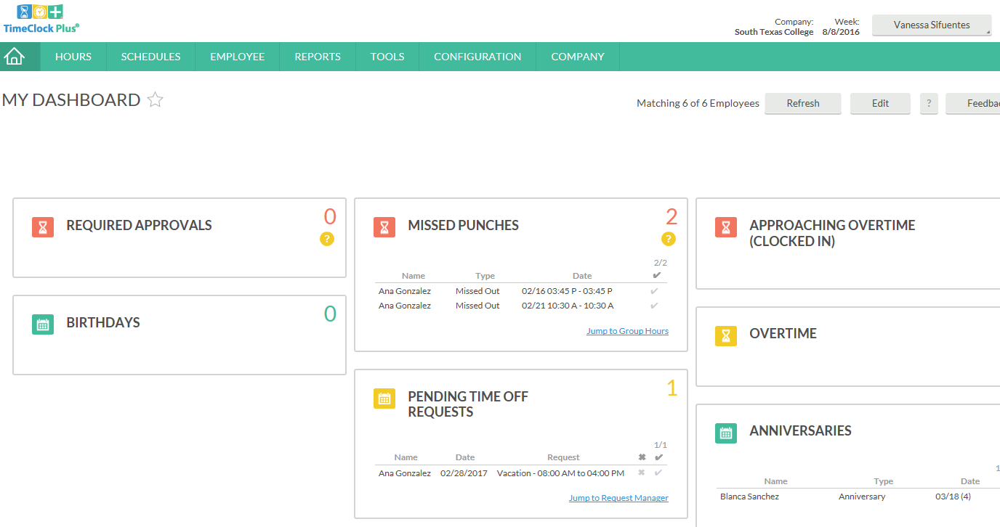 TimeClock Plus®
Company: Week:
South Texas College 8/8/2016
Vanessa Sifuentes
HOURS SCHEDULES EMPLOYEE REPORTS TOOLS CONFIGURATION COMPANY
MY DASHBOARD
Matching 6 of 6 Employees Refresh Edit ? Feedba
REQUIRED APPROVALS 0
?
BIRTHDAYS 0
MISSED PUNCHES 2
?
2/2
Name Type Date ✔
Ana Gonzalez Missed Out 02/16 03:45 P - 03:45 P ✔
Ana Gonzalez Missed Out 02/21 10:30 A - 10:30 A ✔
Jump to Group Hours
PENDING TIME OFF 1
REQUESTS
1/1
Name Date Request ✖ ✔
Ana Gonzalez 02/28/2017 Vacation - 08:00 AM to 04:00 PM ✖ ✔
Jump to Request Manager
APPROACHING OVERTIME
(CLOCKED IN)
OVERTIME
ANNIVERSARIES
1
Name Type Date
Blanca Sanchez Anniversary 03/18 (4)